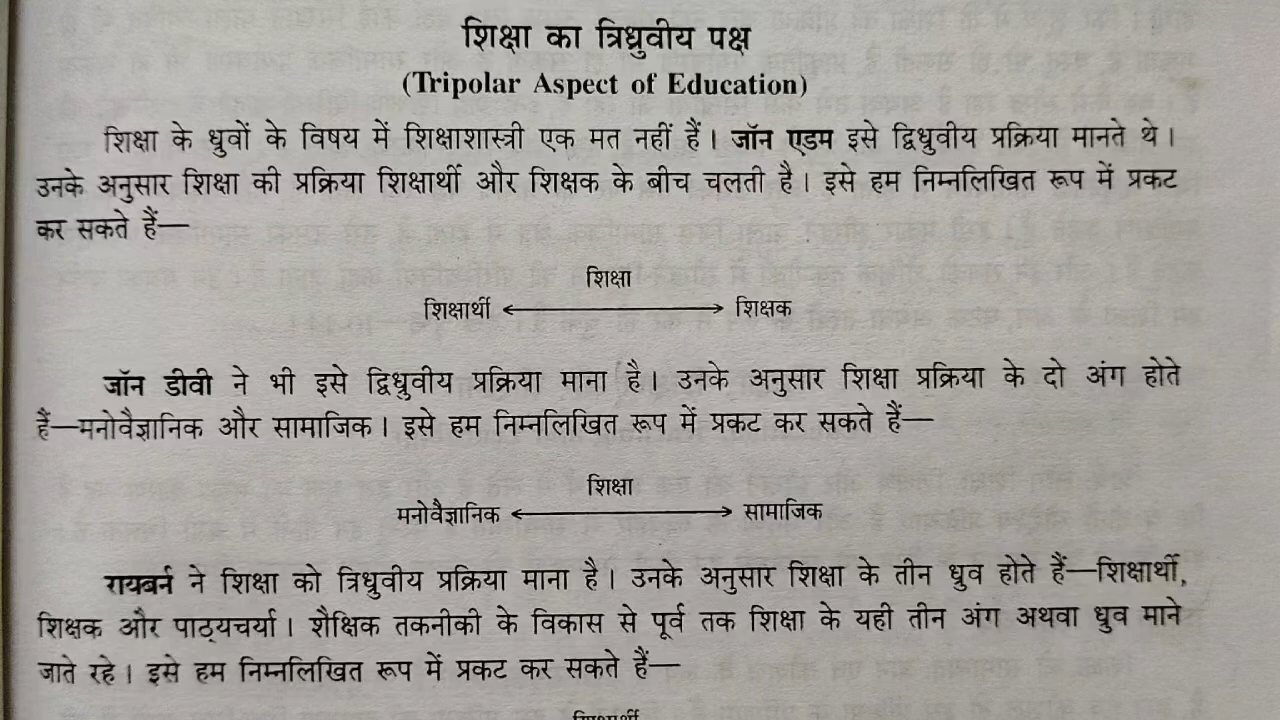 शिक्षा का त्रिध्रुवीय पक्ष
(Tripolar Aspect of Education)
शिक्षा के ध्रुवों के विषय में शिक्षाशास्त्री एक मत नहीं हैं। जॉन एडम इसे द्विध्रुवीय प्रक्रिया मानते थे।
उनके अनुसार शिक्षा की प्रक्रिया शिक्षार्थी और शिक्षक के बीच चलती है। इसे हम निम्नलिखित रूप में प्रकट
कर सकते हैं—
शिक्षा
शिक्षार्थी ⟷ शिक्षक
जॉन डीवी ने भी इसे द्विध्रुवीय प्रक्रिया माना है। उनके अनुसार शिक्षा प्रक्रिया के दो अंग होते
हैं—मनोवैज्ञानिक और सामाजिक। इसे हम निम्नलिखित रूप में प्रकट कर सकते हैं—
शिक्षा
मनोवैज्ञानिक ⟷ सामाजिक
रायबर्न ने शिक्षा को त्रिध्रुवीय प्रक्रिया माना है। उनके अनुसार शिक्षा के तीन ध्रुव होते हैं—शिक्षार्थी,
शिक्षक और पाठ्यचर्या। शैक्षिक तकनीकी के विकास से पूर्व तक शिक्षा के यही तीन अंग अथवा ध्रुव माने
जाते रहे। इसे हम निम्नलिखित रूप में प्रकट कर सकते हैं—